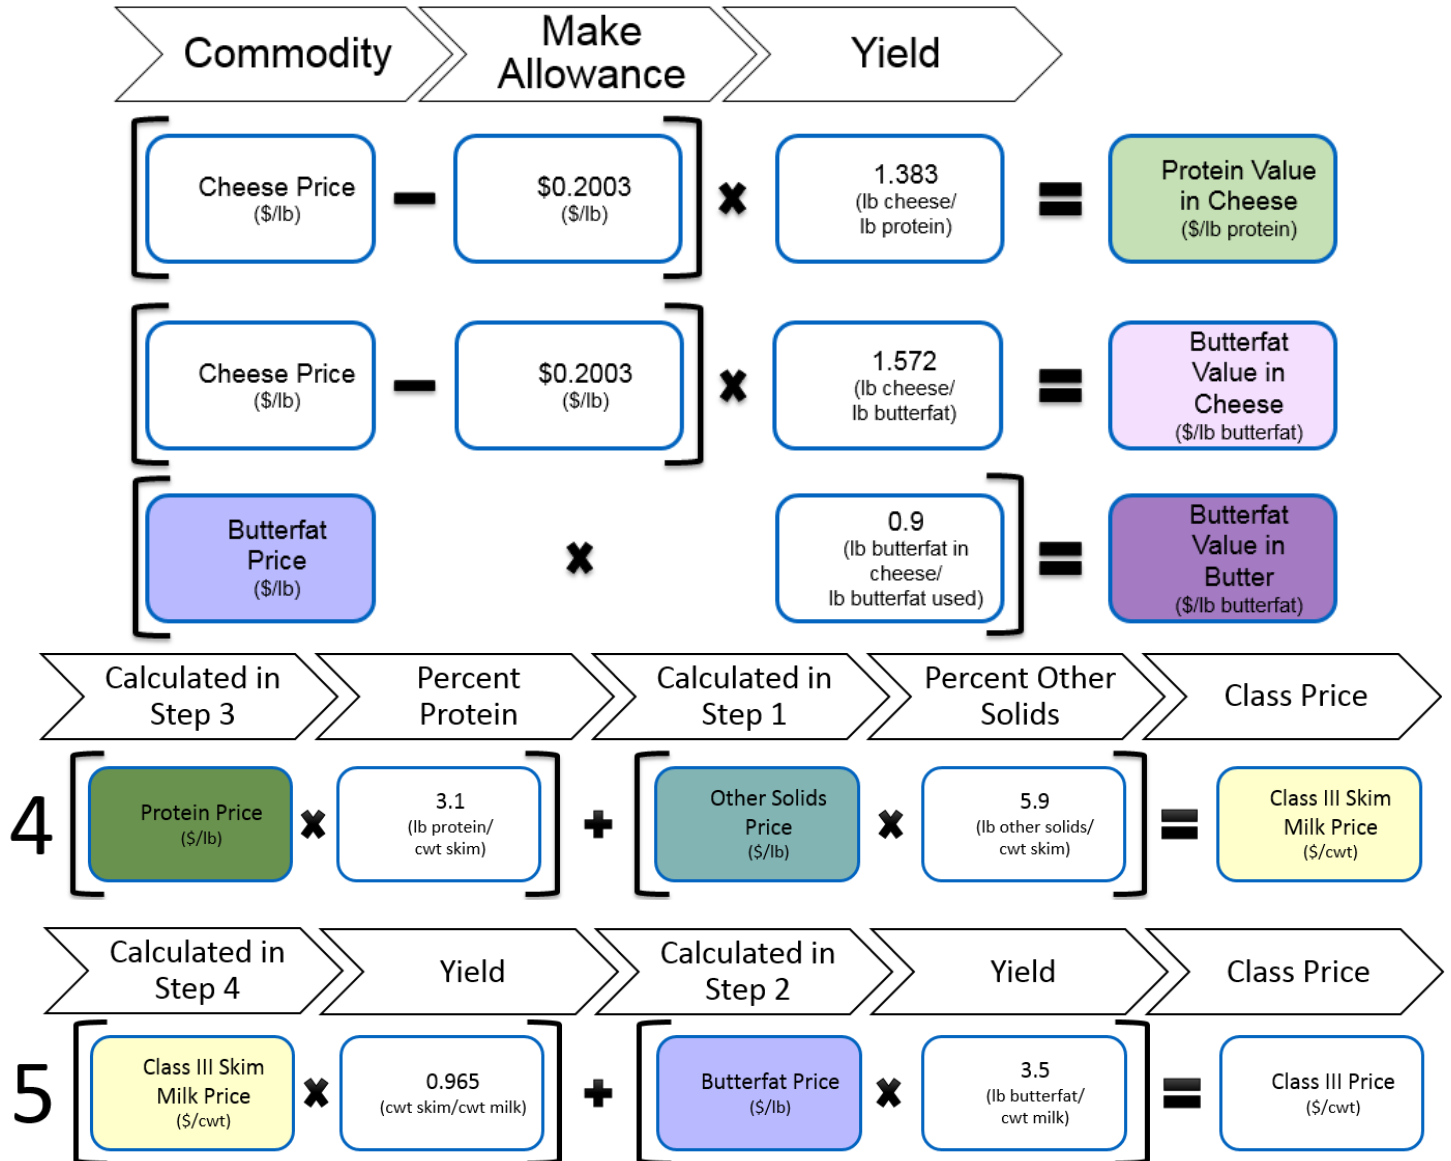 Commodity
Make
Allowance
Yield
Cheese Price
($/lb)
$0.2003
($/lb)
1.383
(lb cheese/
lb protein)
Protein Value
in Cheese
($/lb protein)
Cheese Price
($/lb)
$0.2003
($/lb)
1.572
(lb cheese/
lb butterfat)
Butterfat
Value in
Cheese
($/lb butterfat)
Butterfat
Price
($/lb)
0.9
(lb butterfat in
cheese/
lb butterfat used)
Butterfat
Value in
Butter
($/lb butterfat)
Calculated in
Step 3
Percent
Protein
Calculated in
Step 1
Percent Other
Solids
Class Price
4
Protein Price
($/lb)
3.1
(lb protein/
cwt skim)
Other Solids
Price
($/lb)
5.9
(lb other solids/
cwt skim)
Class III Skim
Milk Price
($/cwt)
Calculated in
Step 4
Yield
Calculated in
Step 2
Yield
Class Price
5
Class III Skim
Milk Price
($/cwt)
0.965
(cwt skim/cwt milk)
Butterfat Price
($/lb)
3.5
(lb butterfat/
cwt milk)
Class III Price
($/cwt)